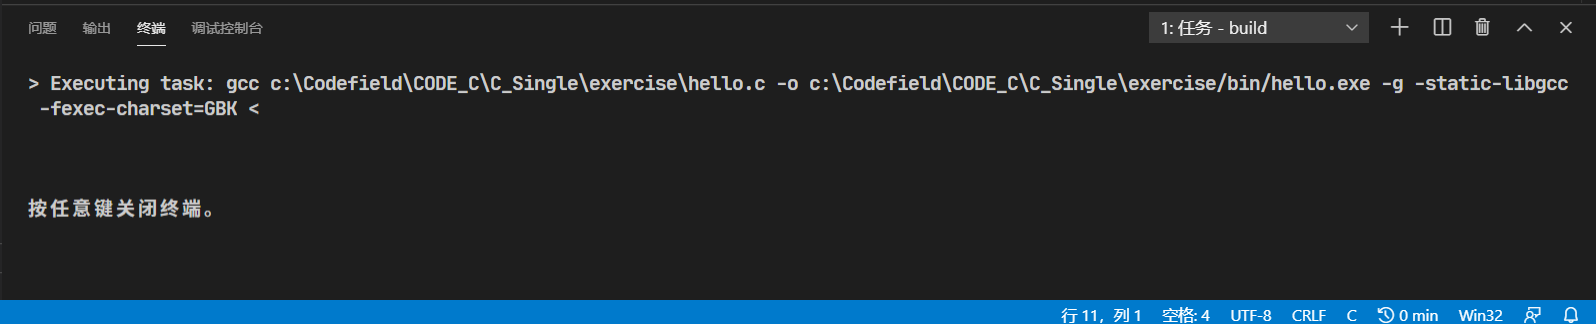 问题 输出 终端 调试控制台 1: 任务 - build
> Executing task: gcc c:\Codefield\CODE_C\C_Single\exercise\hello.c -o c:\Codefield\CODE_C\C_Single\exercise/bin/hello.exe -g -static-libgcc
-fexec-charset=GBK <
按任意键关闭终端。
行 11，列 1 空格: 4 UTF-8 CRLF C 0 min Win32